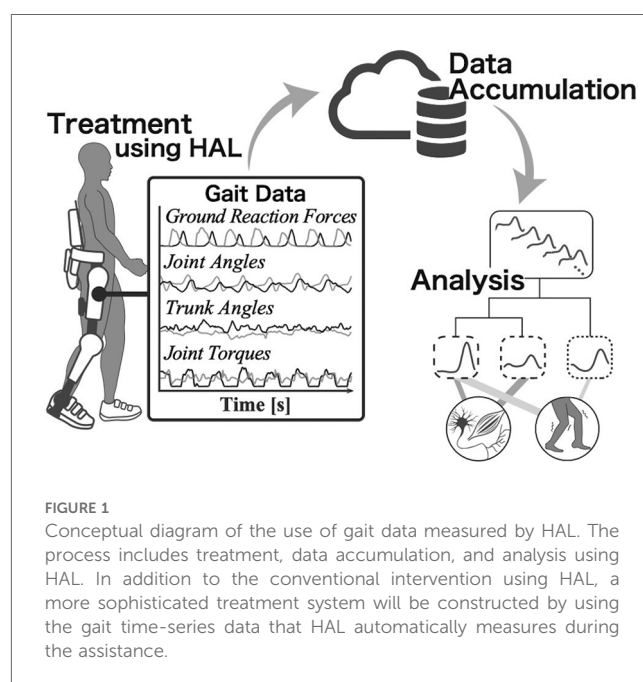 Treatment
using HAL
Data
Accumulation
Gait Data
Ground Reaction Forces
Joint Angles
Trunk Angles
Joint Torques
Time [s]
Analysis
FIGURE 1
Conceptual diagram of the use of gait data measured by HAL. The
process includes treatment, data accumulation, and analysis using
HAL. In addition to the conventional intervention using HAL, a
more sophisticated treatment system will be constructed by using
the gait time-series data that HAL automatically measures during
the assistance.